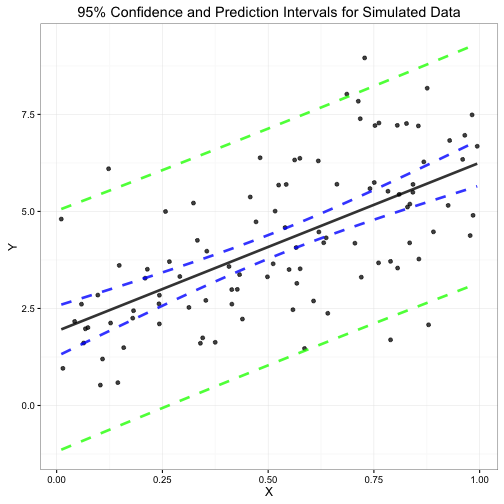 95% Confidence and Prediction Intervals for Simulated Data
Y
7.5
5.0
2.5
0.0
0.00 0.25 0.50 0.75 1.00
X